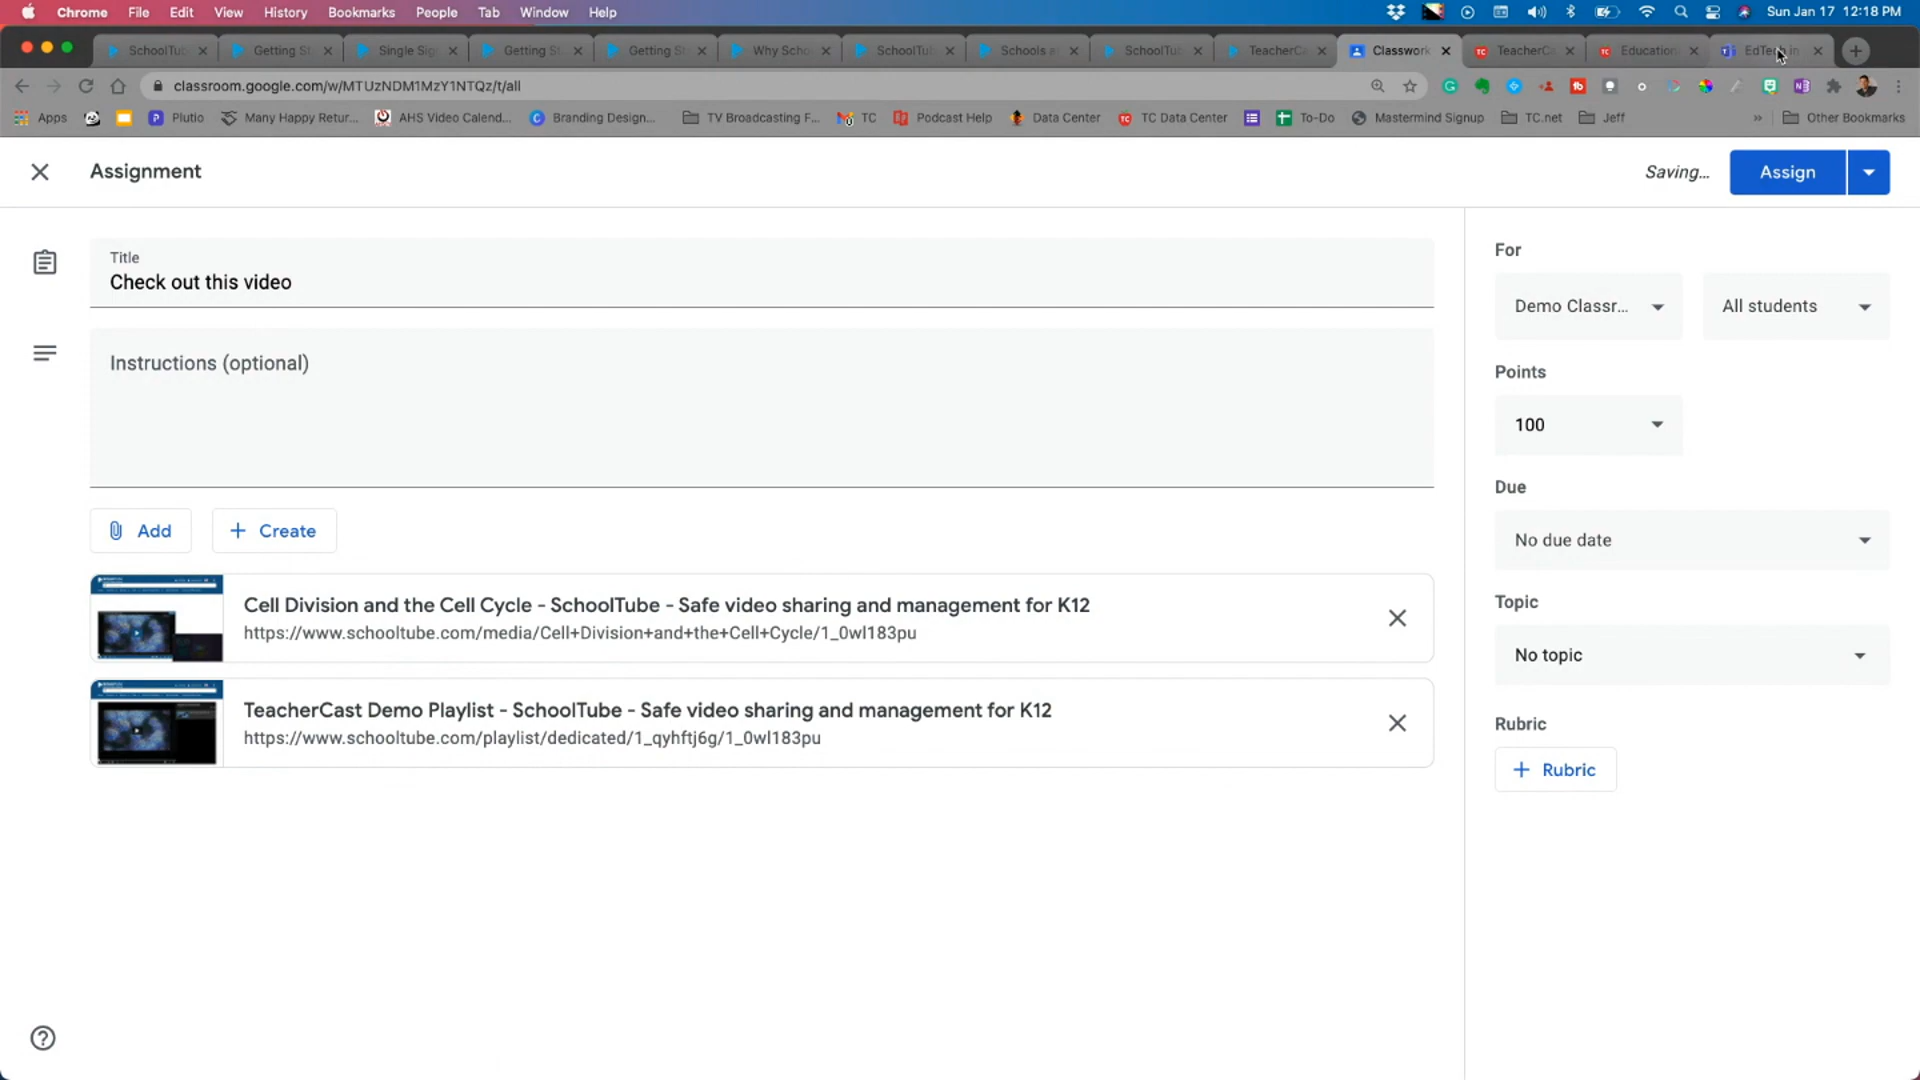 Chrome File Edit View History Bookmarks People Tab Window Help Sun Jan 17 12:18 PM
SchoolTub Getting St Single Sig Getting St Getting St Why Scho SchoolTub Schools a SchoolTub TeacherCa Classwork TeacherCa Education EdTech in
classroom.google.com/w/MTUzNDM1MzY1NTQz/t/all
Apps Plutio Many Happy Retur... AHS Video Calend... Branding Design... TV Broadcasting F... TC Podcast Help Data Center TC Data Center To-Do Mastermind Signup TC.net Jeff » Other Bookmarks
Assignment
Saving...
Assign
Title
Check out this video
Instructions (optional)
Add
Create
Cell Division and the Cell Cycle - SchoolTube - Safe video sharing and management for K12
https://www.schooltube.com/media/Cell+Division+and+the+Cell+Cycle/1_0wl183pu
TeacherCast Demo Playlist - SchoolTube - Safe video sharing and management for K12
https://www.schooltube.com/playlist/dedicated/1_qyhftj6g/1_0wl183pu
For
Demo Classr...
All students
Points
100
Due
No due date
Topic
No topic
Rubric
Rubric